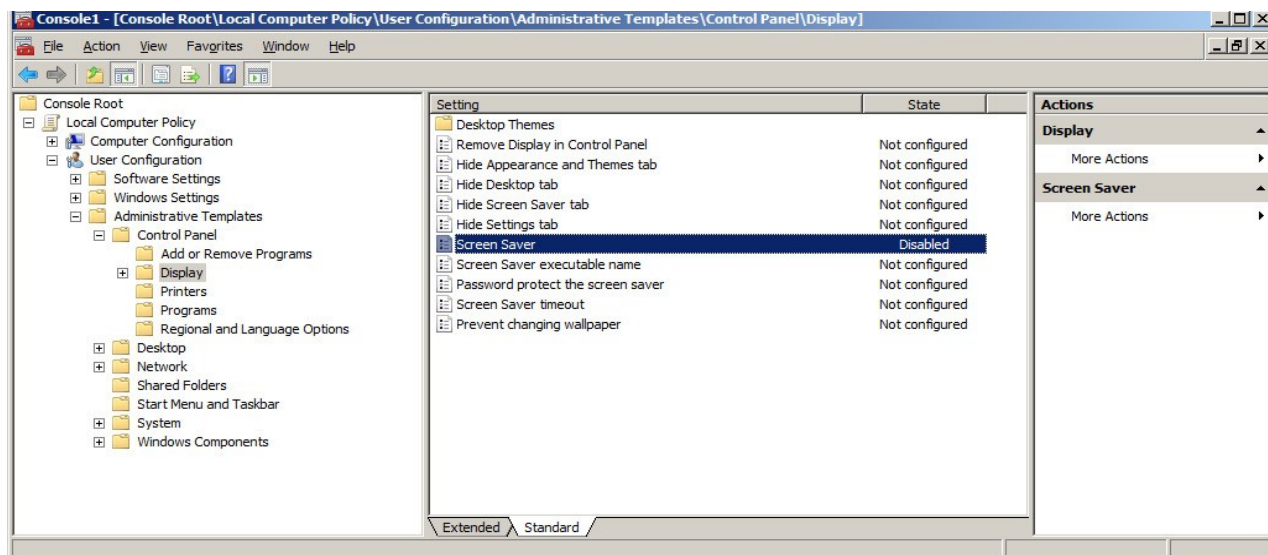 Console1 - [Console Root\Local Computer Policy\User Configuration\Administrative Templates\Control Panel\Display]
File Action View Favorites Window Help
Console Root
Local Computer Policy
Computer Configuration
User Configuration
Software Settings
Windows Settings
Administrative Templates
Control Panel
Add or Remove Programs
Display
Printers
Programs
Regional and Language Options
Desktop
Network
Shared Folders
Start Menu and Taskbar
System
Windows Components
Setting State
Desktop Themes
Remove Display in Control Panel Not configured
Hide Appearance and Themes tab Not configured
Hide Desktop tab Not configured
Hide Screen Saver tab Not configured
Hide Settings tab Not configured
Screen Saver Disabled
Screen Saver executable name Not configured
Password protect the screen saver Not configured
Screen Saver timeout Not configured
Prevent changing wallpaper Not configured
Extended Standard
Actions
Display
More Actions
Screen Saver
More Actions